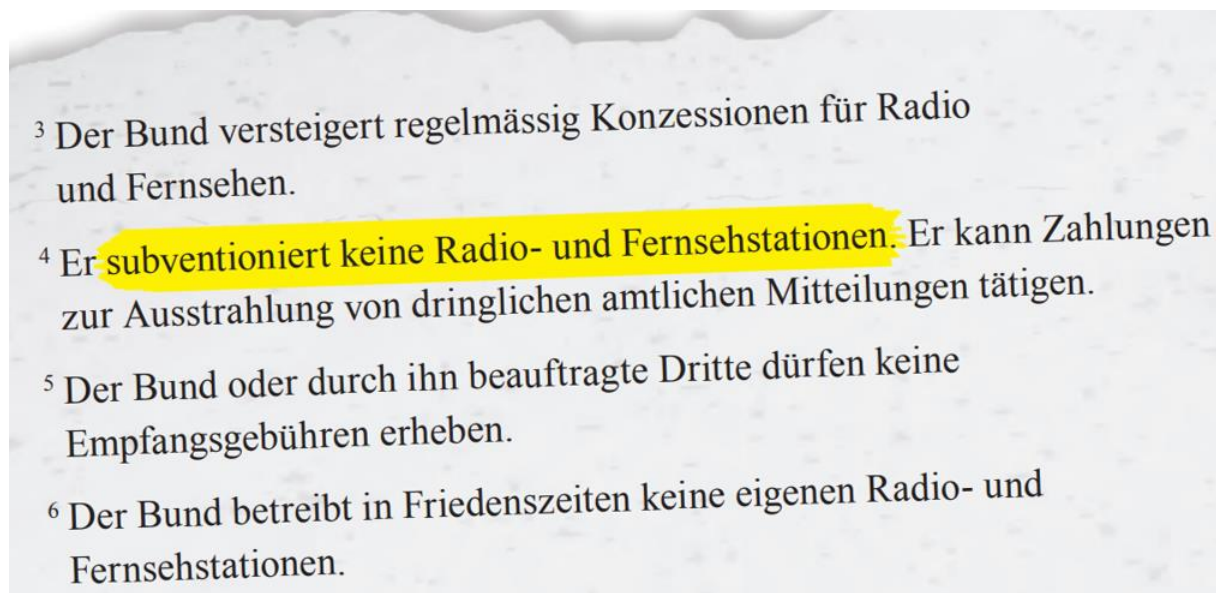 ³ Der Bund versteigert regelmässig Konzessionen für Radio
und Fernsehen.
⁴ Er subventioniert keine Radio- und Fernsehstationen. Er kann Zahlungen
zur Ausstrahlung von dringlichen amtlichen Mitteilungen tätigen.
⁵ Der Bund oder durch ihn beauftragte Dritte dürfen keine
Empfangsgebühren erheben.
⁶ Der Bund betreibt in Friedenszeiten keine eigenen Radio- und
Fernsehstationen.